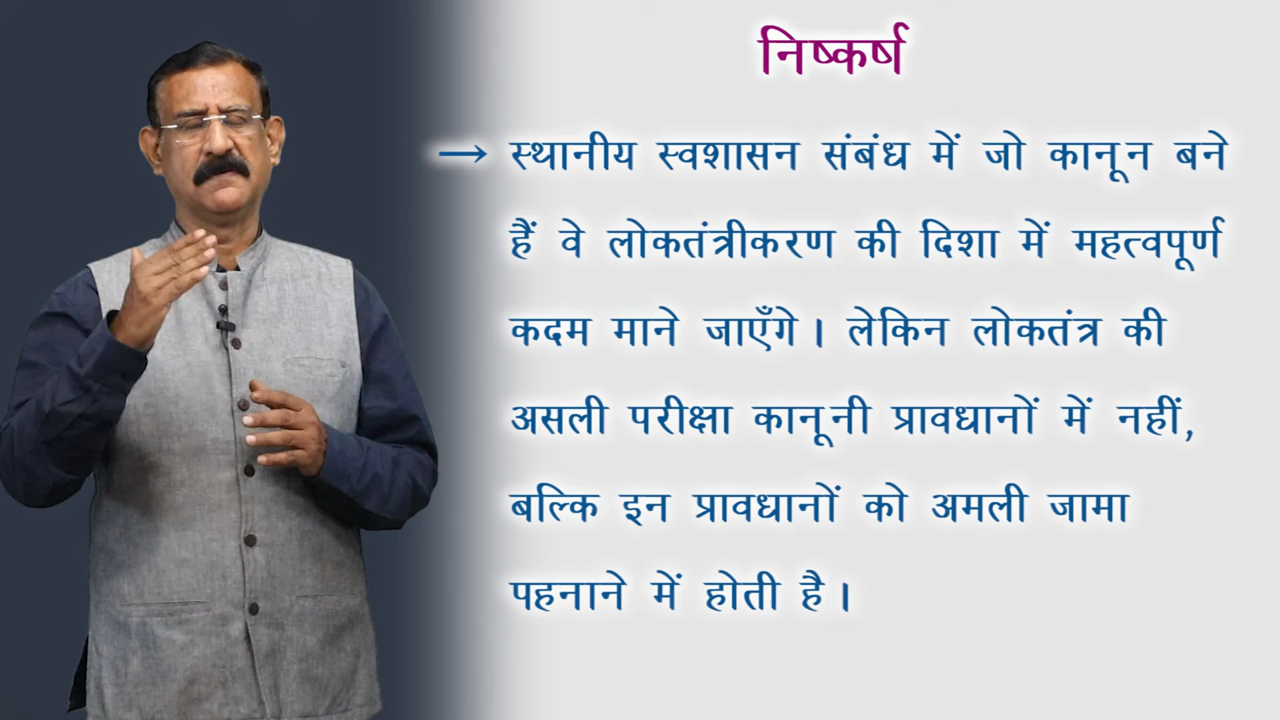 निष्कर्ष
→ स्थानीय स्वशासन संबंध में जो कानून बने
हैं वे लोकतंत्रीकरण की दिशा में महत्वपूर्ण
कदम माने जाएँगे। लेकिन लोकतंत्र की
असली परीक्षा कानूनी प्रावधानों में नहीं,
बल्कि इन प्रावधानों को अमली जामा
पहनाने में होती है।